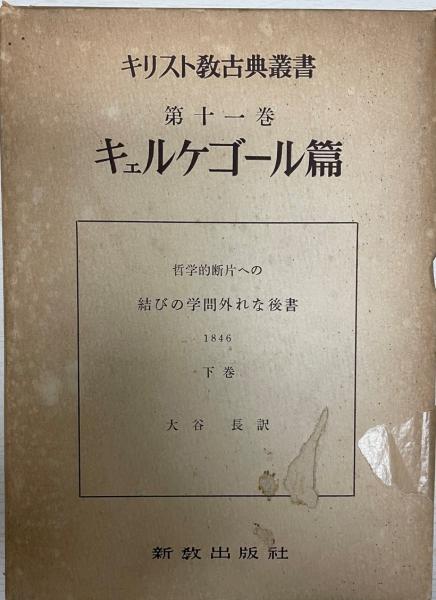 キリスト教古典叢書
第十一巻
キェルケゴール篇
哲学的断片への
結びの学問外れな後書
1846
下巻
大谷 長訳
新教出版社